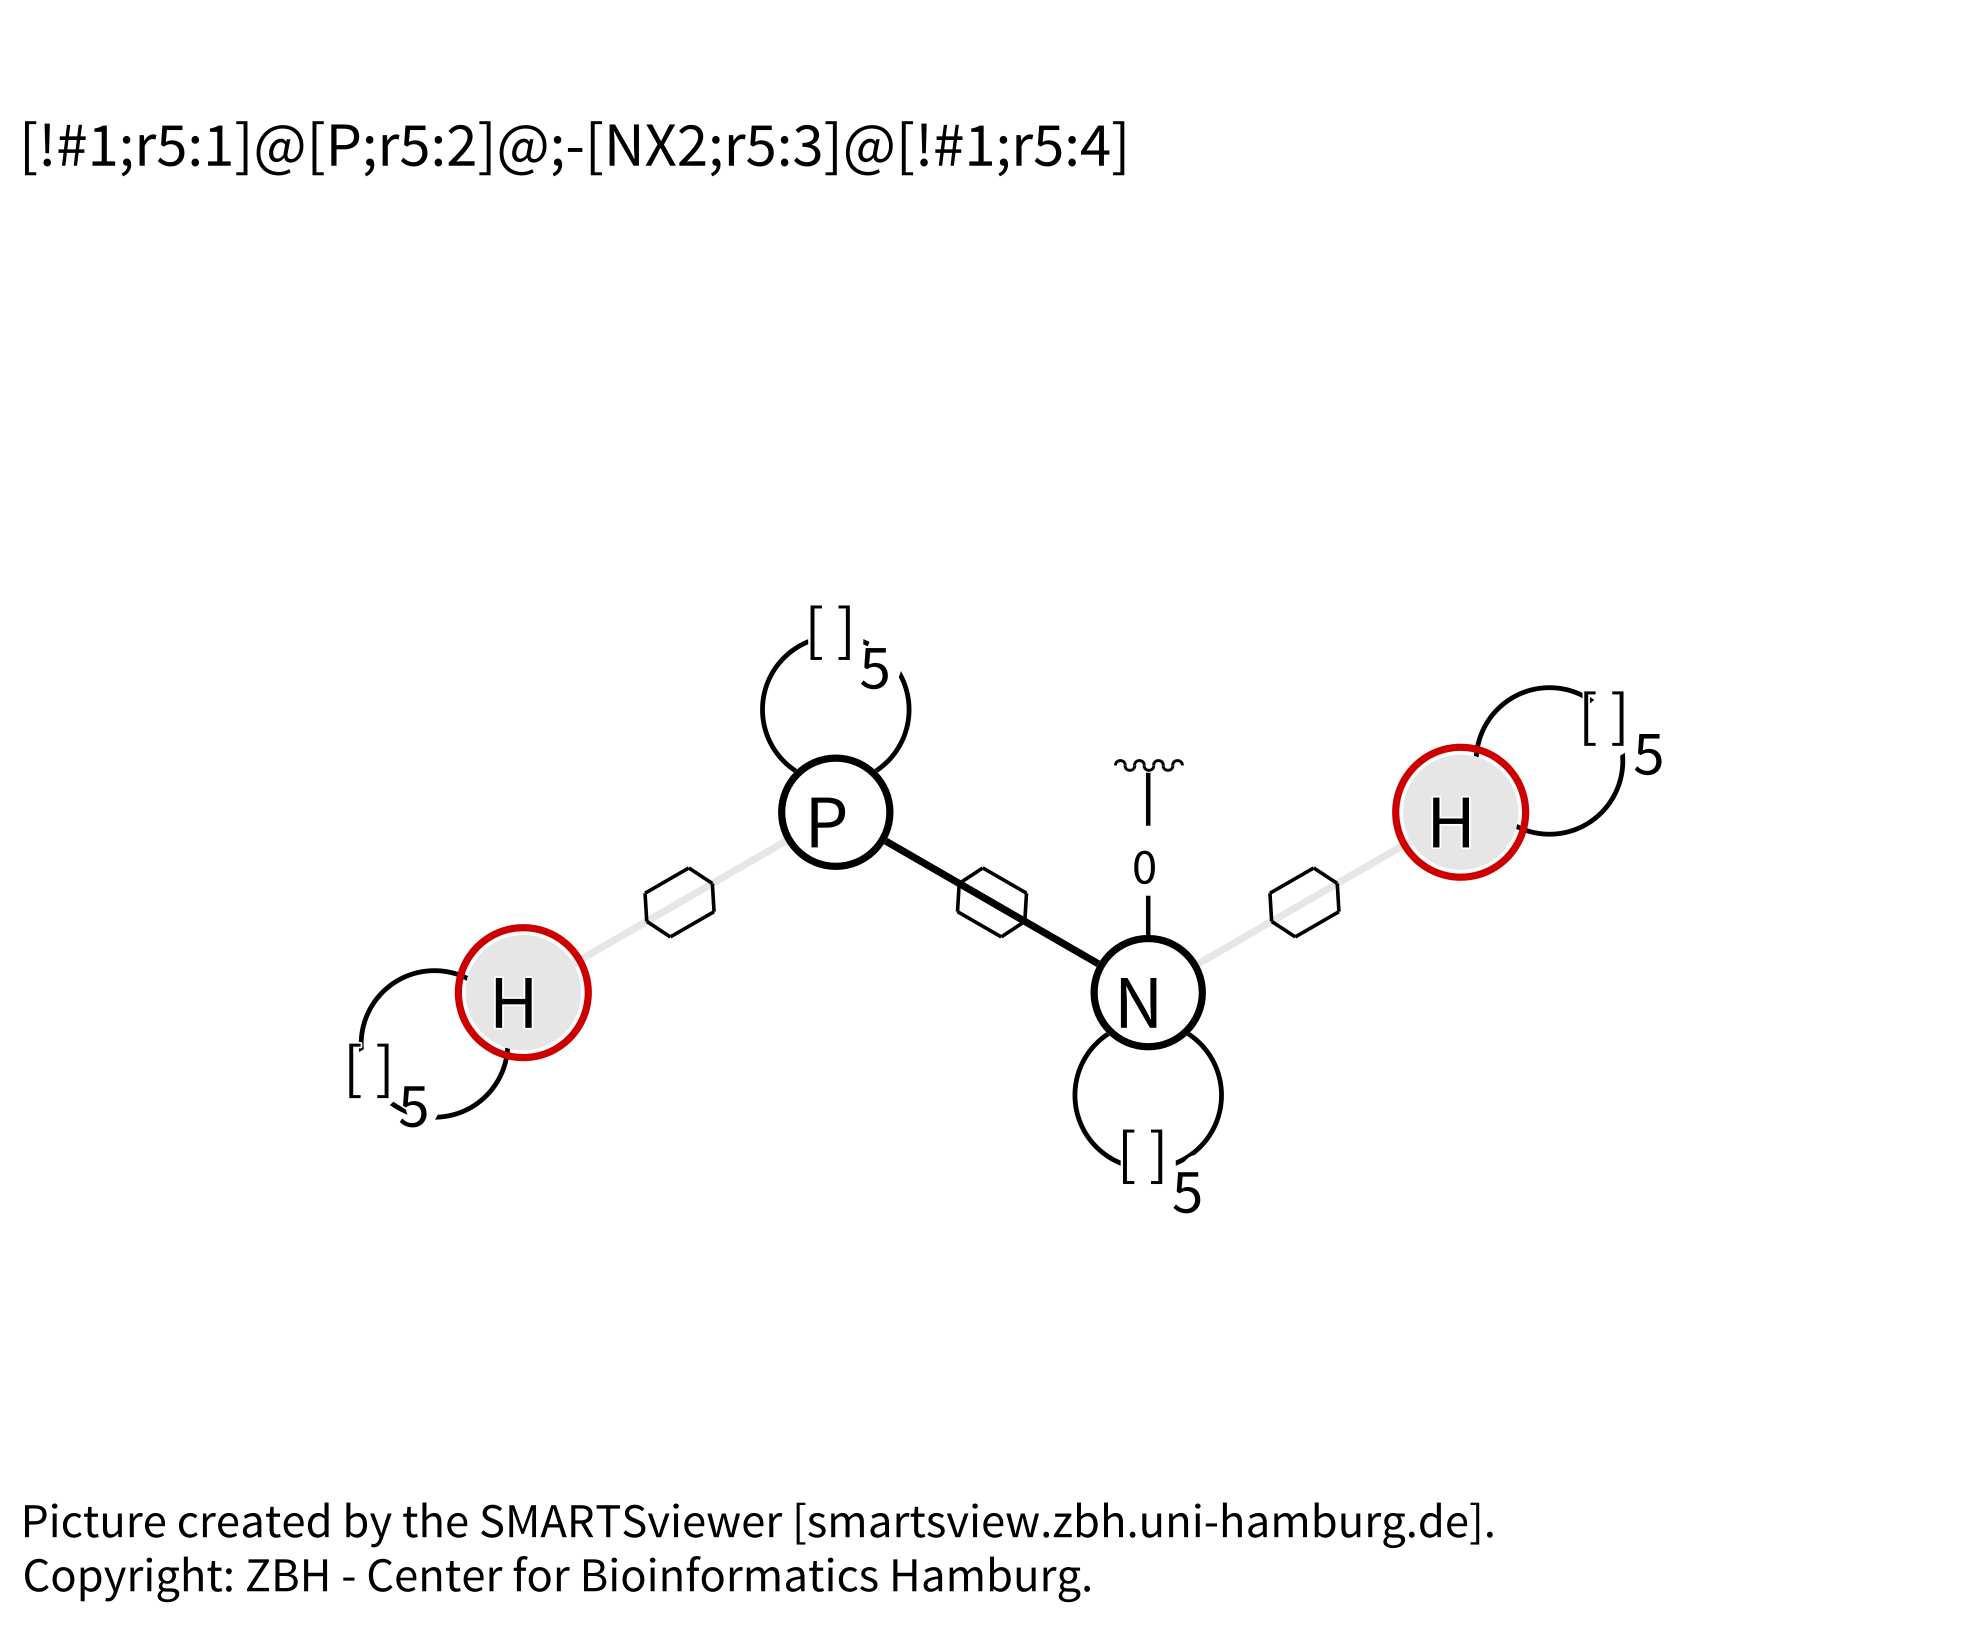 [!#1;r5:1]@[P;r5:2]@;-[NX2;r5:3]@[!#1;r5:4]
[ ]5
[ ]5
P
0
H
H
N
[ ]5
[ ]5
Picture created by the SMARTSviewer [smartsview.zbh.uni-hamburg.de].
Copyright: ZBH - Center for Bioinformatics Hamburg.